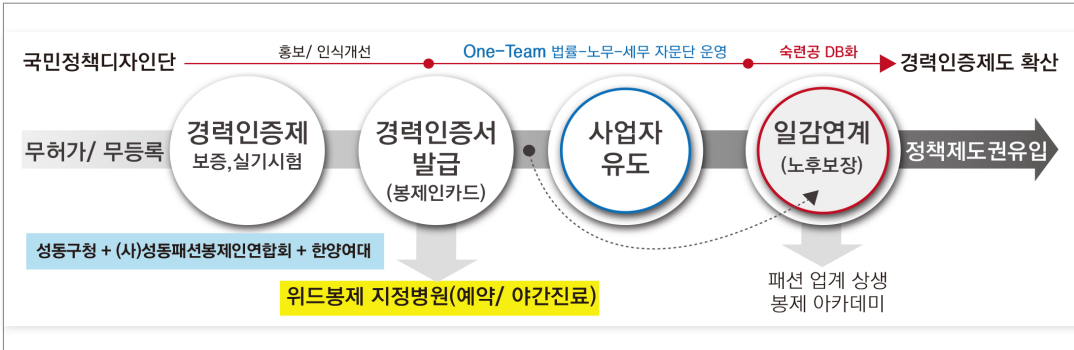 국민정책디자인단
홍보/ 인식개선
One-Team 법률-노무-세무 자문단 운영
숙련공 DB화
경력인증제도 확산
무허가/ 무등록
경력인증제
보증,실기시험
경력인증서
발급
(봉제인카드)
사업자
유도
일감연계
(노후보장)
정책제도권유입
성동구청 + (사)성동패션봉제인연합회 + 한양여대
위드봉제 지정병원(예약/ 야간진료)
패션 업계 상생
봉제 아카데미